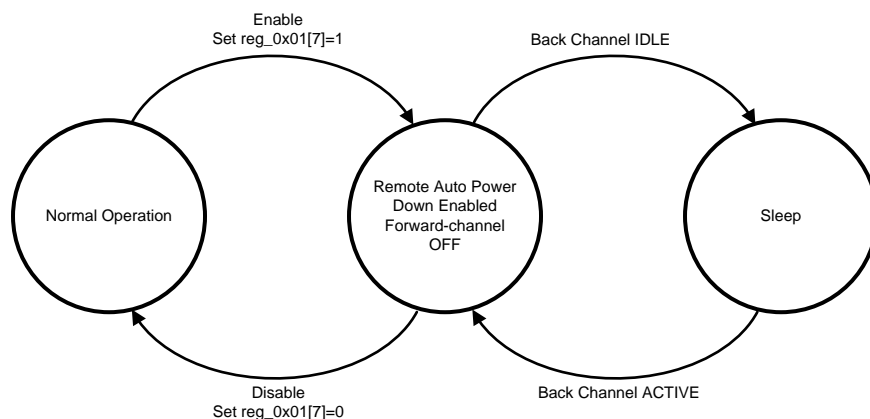 Enable
Set reg_0x01[7]=1
Back Channel IDLE
Normal Operation
Remote Auto Power
Down Enabled
Forward-channel
OFF
Sleep
Disable
Set reg_0x01[7]=0
Back Channel ACTIVE